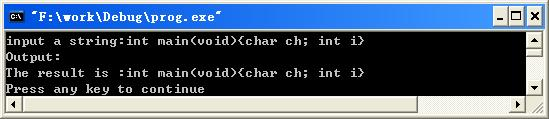 "F:\work\Debug\prog.exe"
input a string:int main(void){char ch; int i}
Output:
The result is :int main(void){char ch; int i}
Press any key to continue